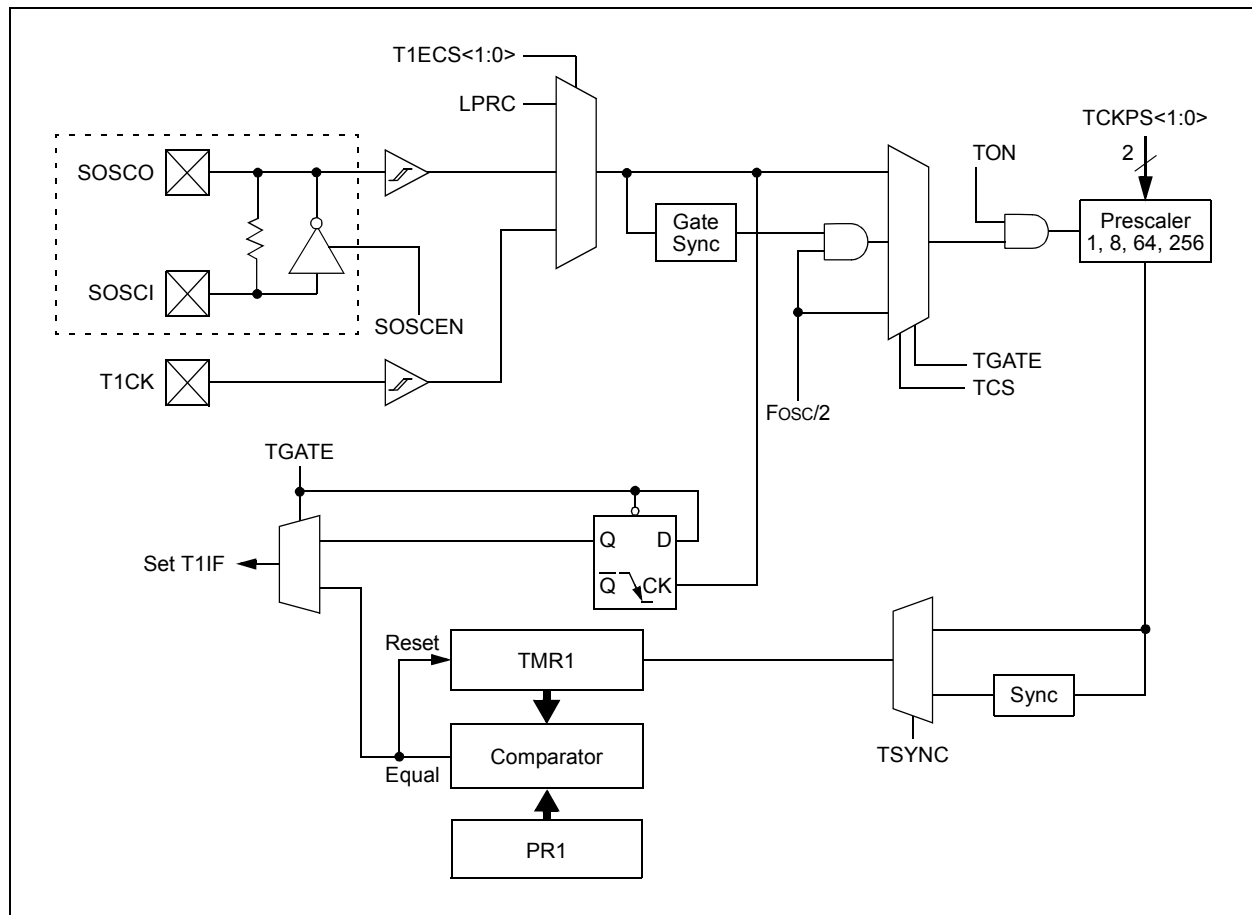 T1ECS<1:0>
LPRC
SOSCO
SOSCI
SOSCEN
T1CK
Gate
Sync
FOSC/2
TGATE
TCS
TON
TCKPS<1:0>
2
Prescaler
1, 8, 64, 256
TGATE
Set T1IF
Q D
Q CK
Reset
TMR1
Equal
Comparator
PR1
Sync
TSYNC